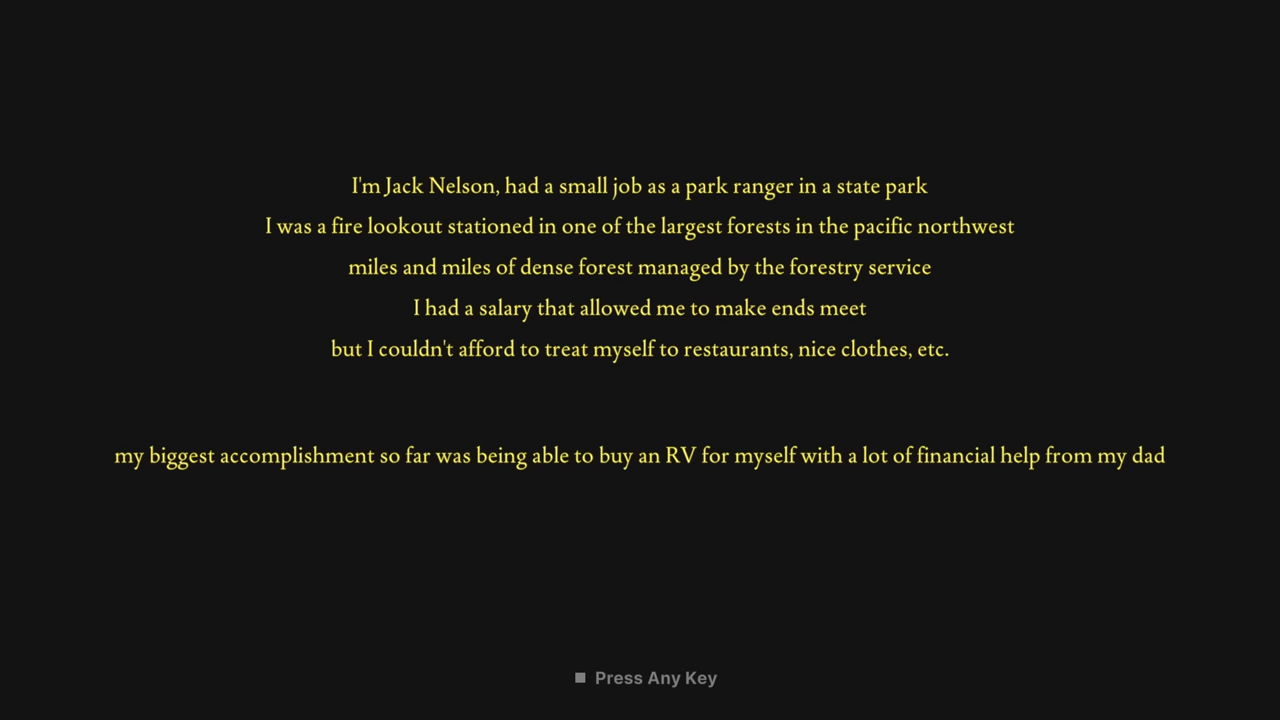 I'm Jack Nelson, had a small job as a park ranger in a state park
I was a fire lookout stationed in one of the largest forests in the pacific northwest
miles and miles of dense forest managed by the forestry service
I had a salary that allowed me to make ends meet
but I couldn't afford to treat myself to restaurants, nice clothes, etc.
my biggest accomplishment so far was being able to buy an RV for myself with a lot of financial help from my dad
Press Any Key